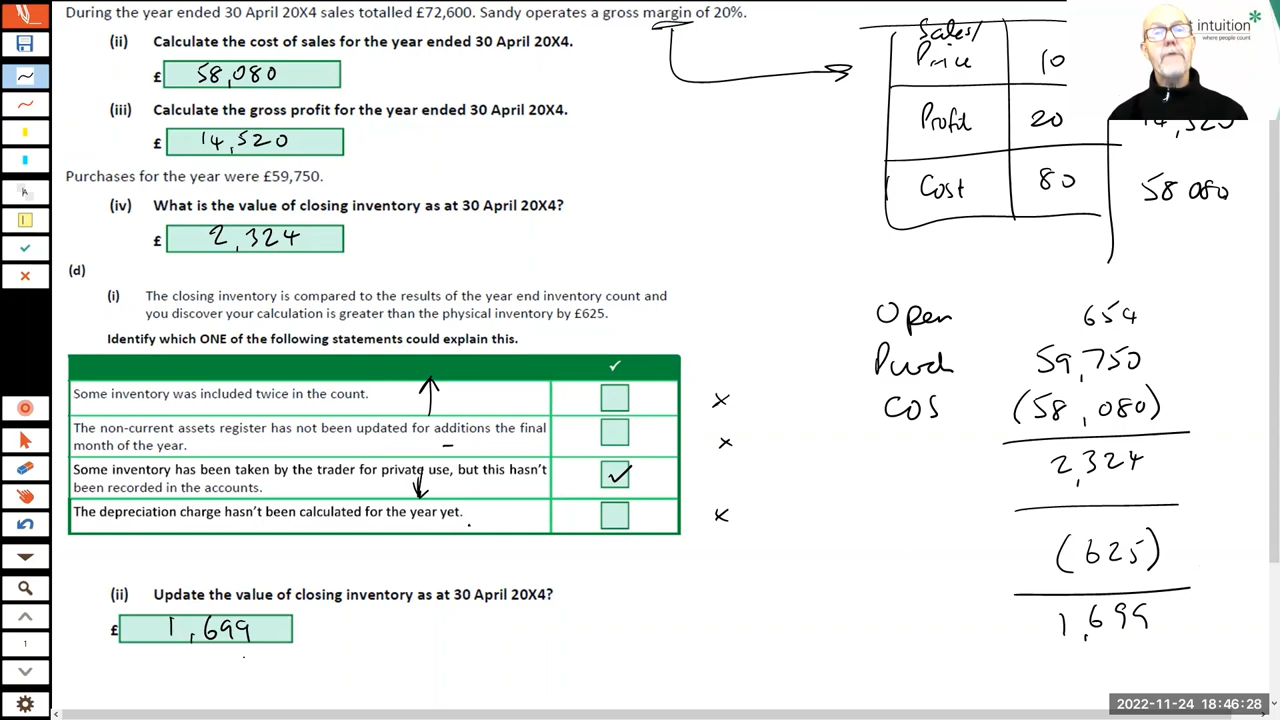 During the year ended 30 April 20X4 sales totalled £72,600. Sandy operates a gross margin of 20%.
(ii) Calculate the cost of sales for the year ended 30 April 20X4.
£ 58,080
(iii) Calculate the gross profit for the year ended 30 April 20X4.
£ 14,520
Purchases for the year were £59,750.
(iv) What is the value of closing inventory as at 30 April 20X4?
£ 2,324
(d)
(i) The closing inventory is compared to the results of the year end inventory count and
you discover your calculation is greater than the physical inventory by £625.
Identify which ONE of the following statements could explain this.
✓
Some inventory was included twice in the count. x
The non-current assets register has not been updated for additions the final
month of the year. x
Some inventory has been taken by the trader for private use, but this hasn't
been recorded in the accounts. ✓
The depreciation charge hasn't been calculated for the year yet. x
(ii) Update the value of closing inventory as at 30 April 20X4?
£ 1,699
Sales/
Price 10
Profit 20 14,520
Cost 80 58 080
Open 654
Purch 59,750
COS (58,080)
2,324
(625)
1,699
intuition
where people count
1
2022-11-24 18:46:28